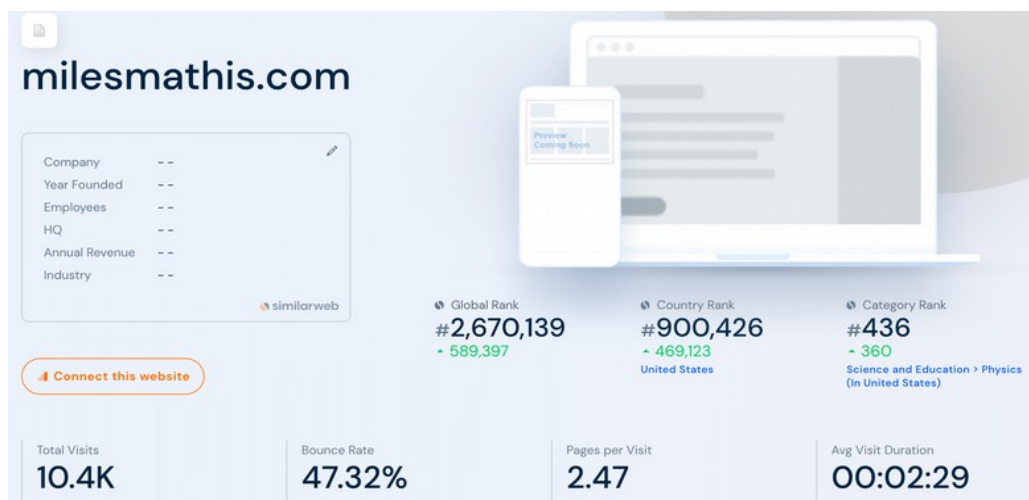 milesmathis.com
Preview
Coming Soon
Company --
Year Founded --
Employees --
HQ --
Annual Revenue --
Industry --
similarweb
Connect this website
Global Rank
#2,670,139
589,397
Country Rank
#900,426
469,123
United States
Category Rank
#436
360
Science and Education > Physics
(In United States)
Total Visits
10.4K
Bounce Rate
47.32%
Pages per Visit
2.47
Avg Visit Duration
00:02:29